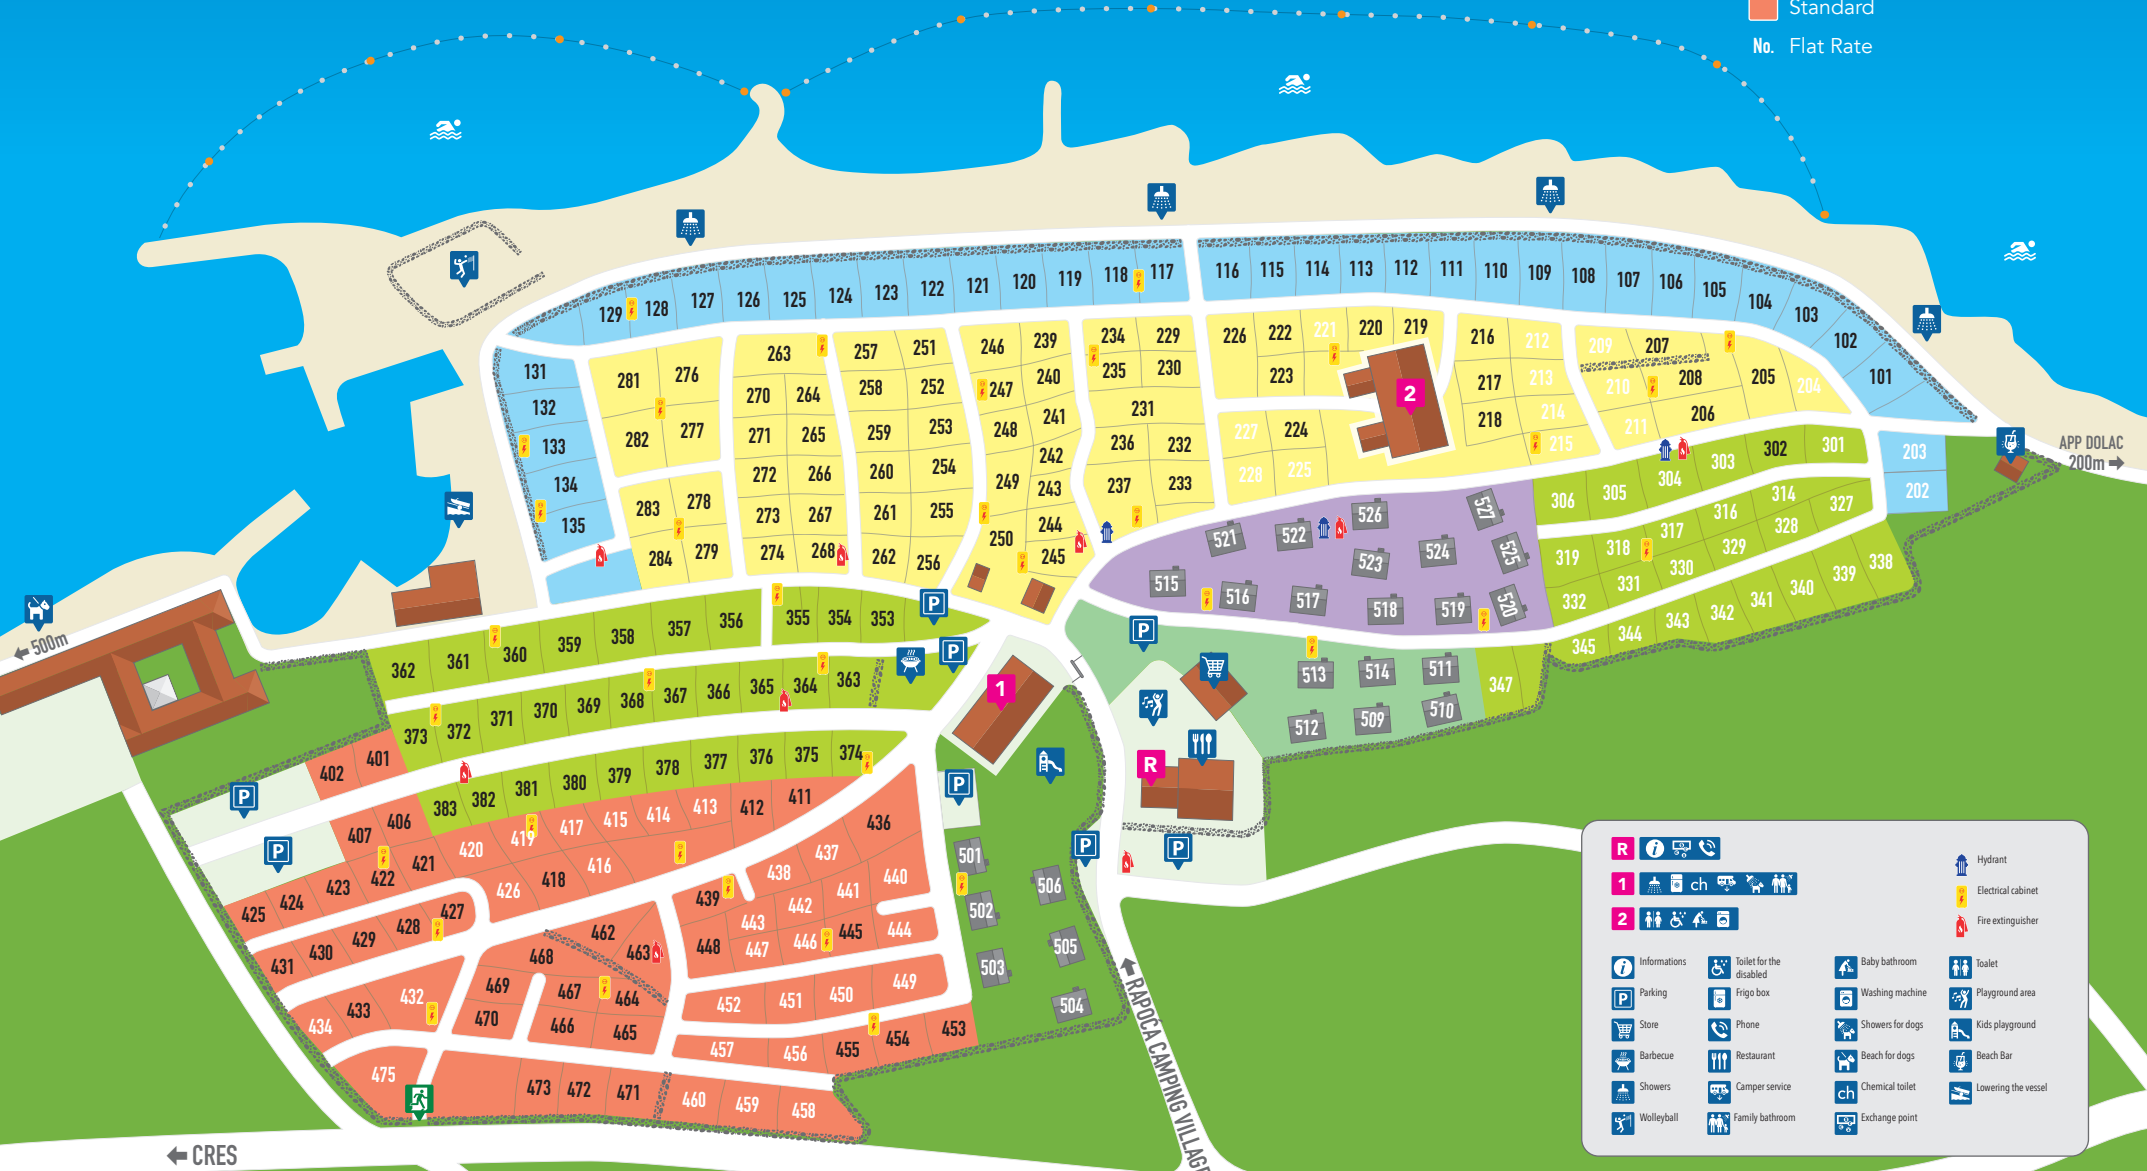 Standard
No. Flat Rate
129 128 127 126 125 124 123 122 121 120 119 118 117
116 115 114 113 112 111 110 109 108 107 106 105 104 103 102 101
131
132
133
134
135
281 276
282 277
283 278
284 279
263
270 264
271 265
272 266
273 267
274 268
257 251
258 252
259 253
260 254
261 255
262 256
246 239
247 240
248 241
249 242
243
250 244
245
234 229
235 230
231
236 232
237 233
226 222 221 220 219
223
227 224
228 225
2
216 212
217 213
218 214
215
209 207
210 208 205 204
211 206
203
202
APP DOLAC
200m
306 305 304 303 302 301
319 318 317 316 314 327
332 331 330 329 328
345 344 343 342 341 340 339 338
347
521 522 526 527
515 516 517 523 524 525
518 519 520
513 514 511
512 509 510
P
500m
362 361 360 359 358 357 356 355 354 353 P
373 372 371 370 369 368 367 366 365 364 363 P
1
402 401
383 382 381 380 379 378 377 376 375 374
P
P
P
R
P
P
407 406
425 424 423 422 421 420 419 417 415 414 413 412 411
426 418 416
436
431 430 429 428 427
439 438 437
443 442 441 440
448 447 446 445 444
468 462 463
469 467 464
470 466 465
434 433 432
452 451 450 449
457 456 455 454 453
475
473 472 471
460 459 458
501
502
503
506
505
504
RAPOĆA CAMPING VILLAGE
CRES
R
1 ch
2
Hydrant
Electrical cabinet
Fire extinguisher
Informations
Toilet for the
disabled
Baby bathroom
Toalet
P Parking
Frigo box
Washing machine
Playground area
Store
Phone
Showers for dogs
Kids playground
Barbecue
Restaurant
Beach for dogs
Beach Bar
Showers
Camper service
ch Chemical toilet
Lowering the vessel
Wolleyball
Family bathroom
Exchange point